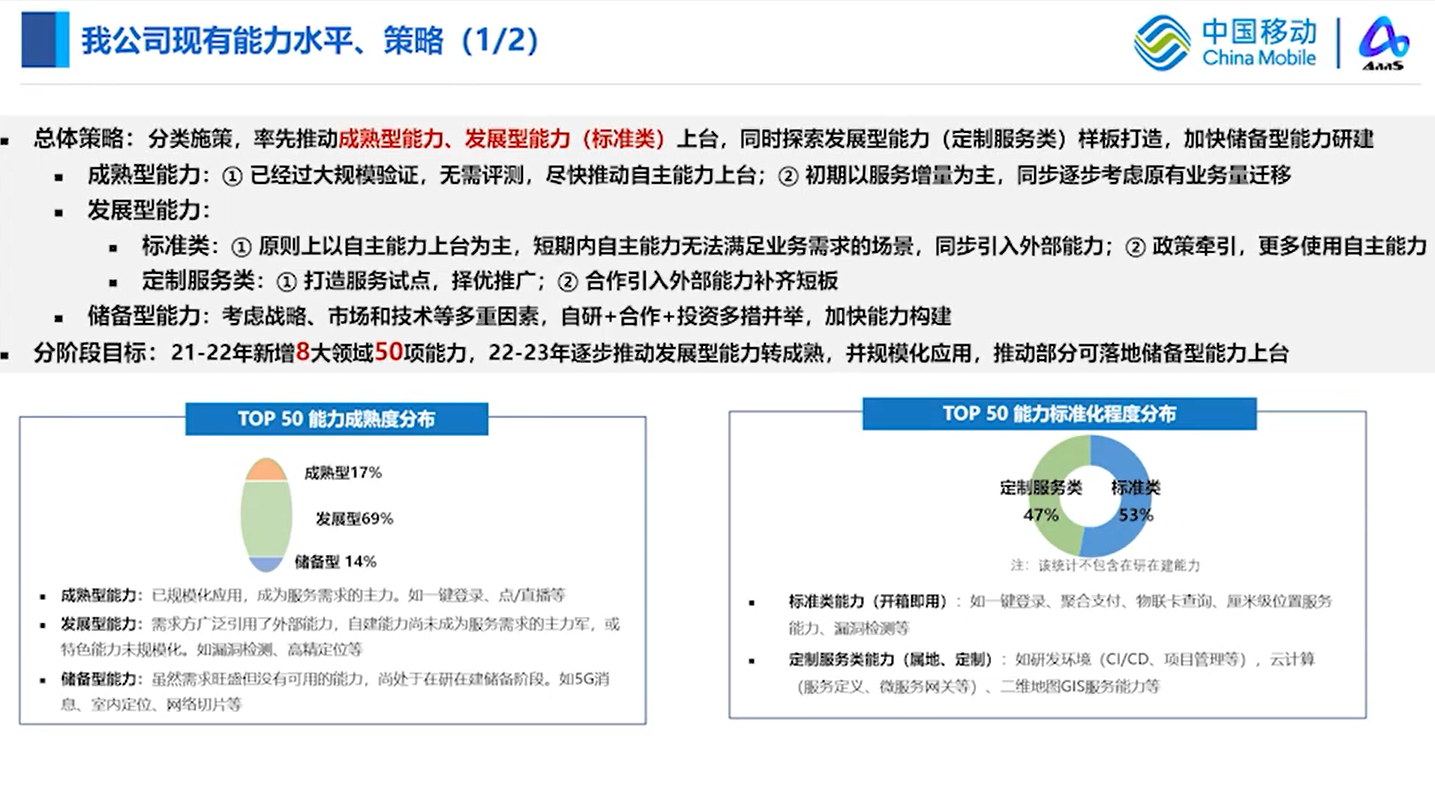 我公司现有能力水平、策略（1/2）
中国移动
China Mobile
AaaS
▪ 总体策略：分类施策，率先推动成熟型能力、发展型能力（标准类）上台，同时探索发展型能力（定制服务类）样板打造，加快储备型能力研建
▪ 成熟型能力：① 已经过大规模验证，无需评测，尽快推动自主能力上台；② 初期以服务增量为主，同步逐步考虑原有业务量迁移
▪ 发展型能力：
▪ 标准类：① 原则上以自主能力上台为主，短期内自主能力无法满足业务需求的场景，同步引入外部能力；② 政策牵引，更多使用自主能力
▪ 定制服务类：① 打造服务试点，择优推广；② 合作引入外部能力补齐短板
▪ 储备型能力：考虑战略、市场和技术等多重因素，自研+合作+投资多措并举，加快能力构建
▪ 分阶段目标：21-22年新增8大领域50项能力，22-23年逐步推动发展型能力转成熟，并规模化应用，推动部分可落地储备型能力上台
TOP 50 能力成熟度分布
成熟型17%
发展型69%
储备型 14%
▪ 成熟型能力：已规模化应用，成为服务需求的主力。如一键登录、点/直播等
▪ 发展型能力：需求方广泛引用了外部能力，自建能力尚未成为服务需求的主力军，或
特色能力未规模化。如漏洞检测、高精定位等
▪ 储备型能力：虽然需求旺盛但没有可用的能力，尚处于在研在建储备阶段。如5G消
息、室内定位、网络切片等
TOP 50 能力标准化程度分布
定制服务类 标准类
47% 53%
注：该统计不包含在研在建能力
▪ 标准类能力（开箱即用）：如一键登录、聚合支付、物联卡查询、厘米级位置服务
能力、漏洞检测等
▪ 定制服务类能力（属地、定制）：如研发环境（CI/CD、项目管理等），云计算
（服务定义、微服务网关等）、二维地图GIS服务能力等